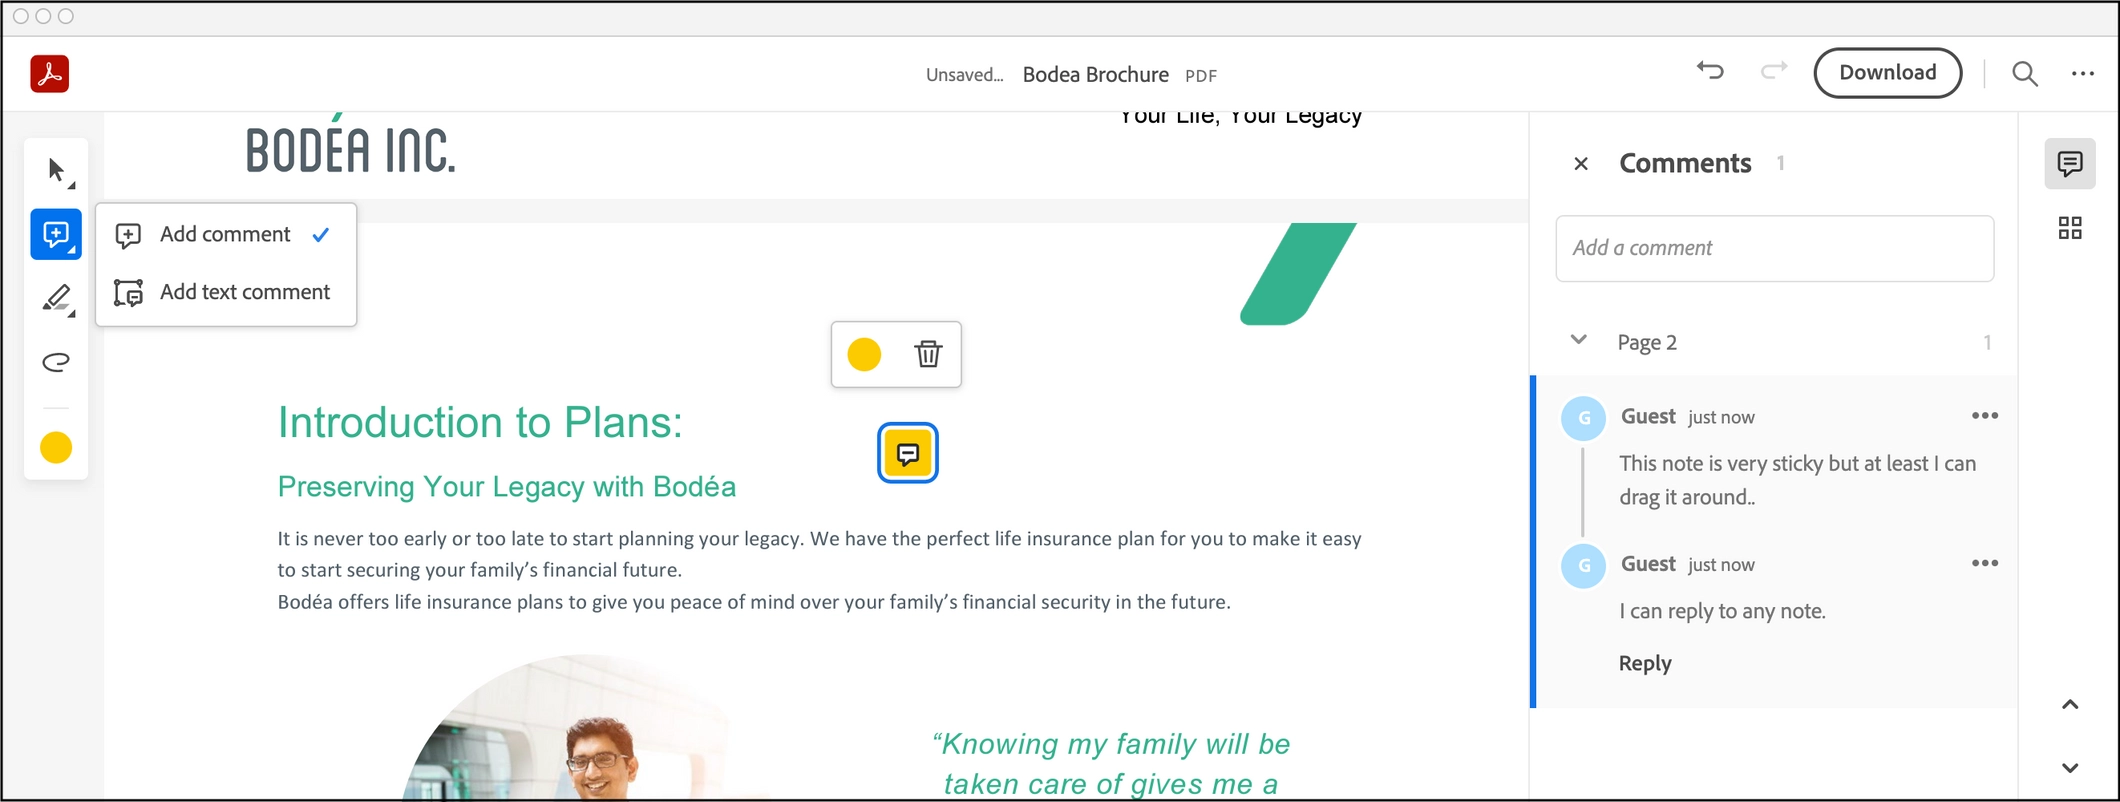 Unsaved... Bodea Brochure PDF
Download
BODÉA INC.
Your Life, Your Legacy
Add comment
Add text comment
Introduction to Plans:
Preserving Your Legacy with Bodéa
It is never too early or too late to start planning your legacy. We have the perfect life insurance plan for you to make it easy
to start securing your family’s financial future.
Bodéa offers life insurance plans to give you peace of mind over your family’s financial security in the future.
“Knowing my family will be
taken care of gives me a
Comments 1
Add a comment
Page 2 1
G Guest just now
This note is very sticky but at least I can
drag it around..
G Guest just now
I can reply to any note.
Reply